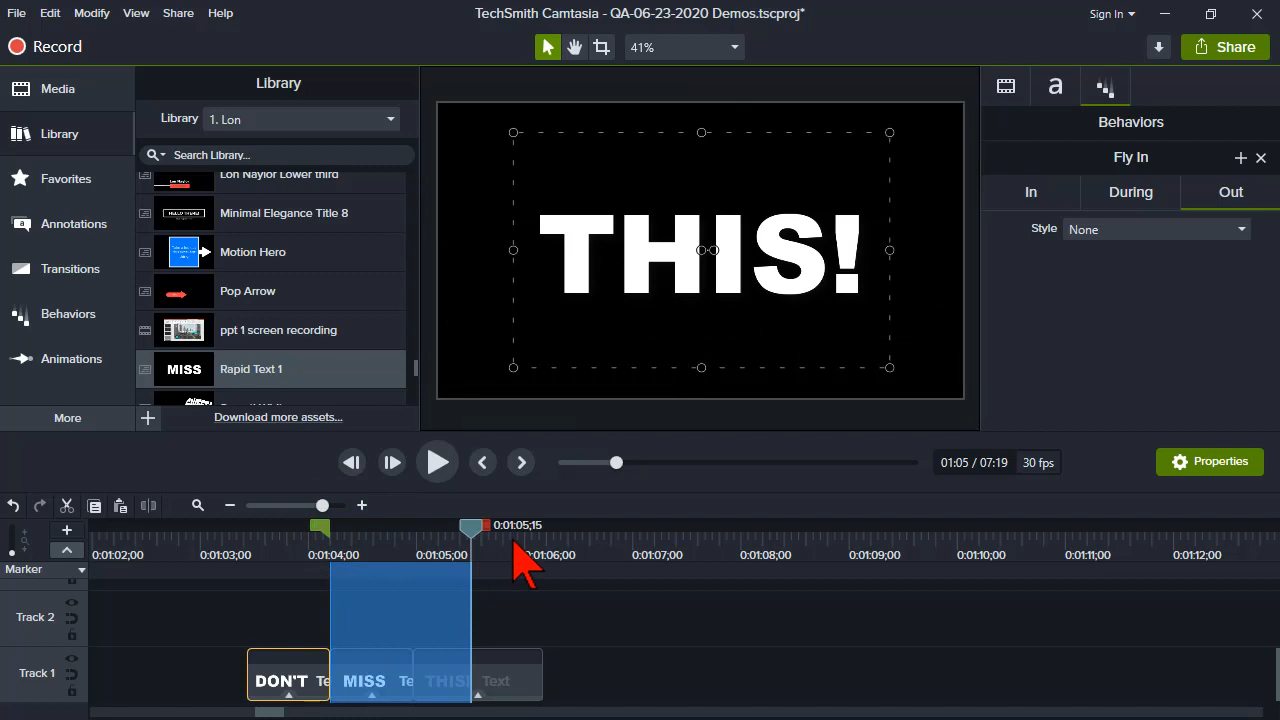 File Edit Modify View Share Help
TechSmith Camtasia - QA-06-23-2020 Demos.tscproj*
Sign In
Record
41%
Share
Media
Library
Favorites
Annotations
Transitions
Behaviors
Animations
More
Library
Library 1. Lon
Search Library...
Lon Naylor Lower third
HELLO THERE!
Minimal Elegance Title 8
Motion Hero
Pop Arrow
ppt 1 screen recording
MISS Rapid Text 1
Download more assets...
THIS!
a
Behaviors
Fly In
In During Out
Style None
01:05 / 07:19 30 fps
Properties
0:01:05;15
0:01:02;00 0:01:03;00 0:01:04;00 0:01:05;00 0:01:06;00 0:01:07;00 0:01:08;00 0:01:09;00 0:01:10;00 0:01:11;00 0:01:12;00
Marker
Track 2
Track 1
DON'T Te MISS Te THIS! Text